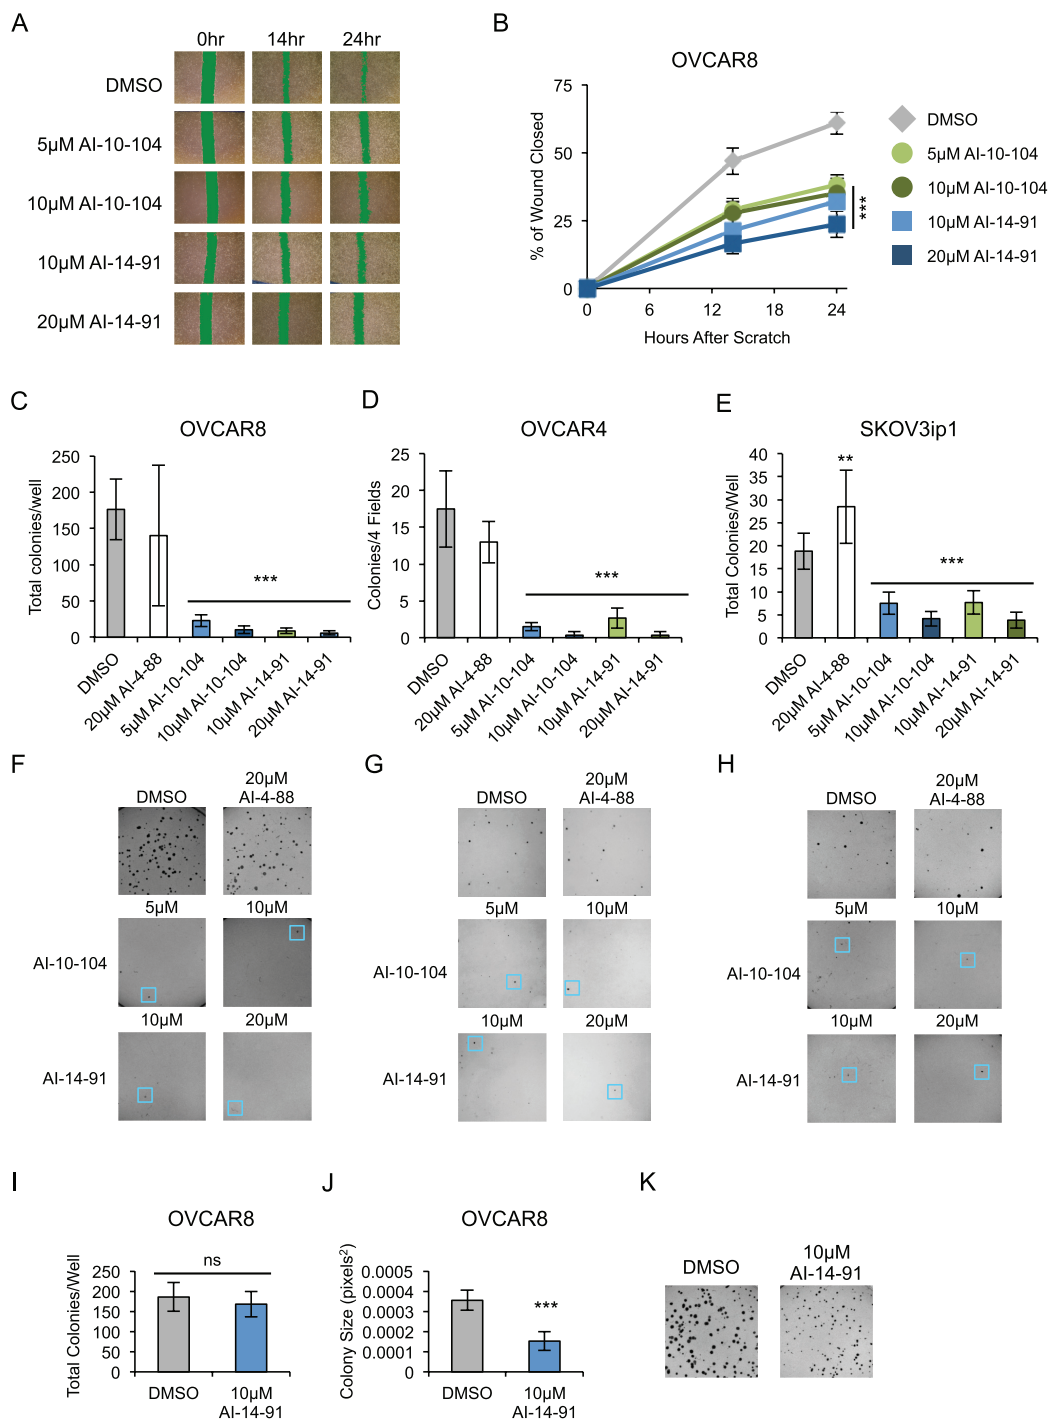 A
0hr 14hr 24hr
DMSO
5µM AI-10-104
10µM AI-10-104
10µM AI-14-91
20µM AI-14-91
B
OVCAR8
% of Wound Closed
75
50
25
0
0 6 12 18 24
Hours After Scratch
***
DMSO
5µM AI-10-104
10µM AI-10-104
10µM AI-14-91
20µM AI-14-91
C
OVCAR8
Total colonies/well
250
200
150
100
50
0
***
DMSO
20µM AI-4-88
5µM AI-10-104
10µM AI-10-104
10µM AI-14-91
20µM AI-14-91
D
OVCAR4
Colonies/4 Fields
25
20
15
10
5
0
***
DMSO
20µM AI-4-88
5µM AI-10-104
10µM AI-10-104
10µM AI-14-91
20µM AI-14-91
E
SKOV3ip1
Total Colonies/Well
40
35
30
25
20
15
10
5
0
**
***
DMSO
20µM AI-4-88
5µM AI-10-104
10µM AI-10-104
10µM AI-14-91
20µM AI-14-91
F
DMSO
20µM
AI-4-88
5µM 10µM
AI-10-104
10µM 20µM
AI-14-91
G
DMSO
20µM
AI-4-88
5µM 10µM
AI-10-104
10µM 20µM
AI-14-91
H
DMSO
20µM
AI-4-88
5µM 10µM
AI-10-104
10µM 20µM
AI-14-91
I
OVCAR8
Total Colonies/Well
250
200
150
100
50
0
ns
DMSO
10µM
AI-14-91
J
OVCAR8
Colony Size (pixels²)
0.0005
0.0004
0.0003
0.0002
0.0001
0
***
DMSO
10µM
AI-14-91
K
DMSO
10µM
AI-14-91